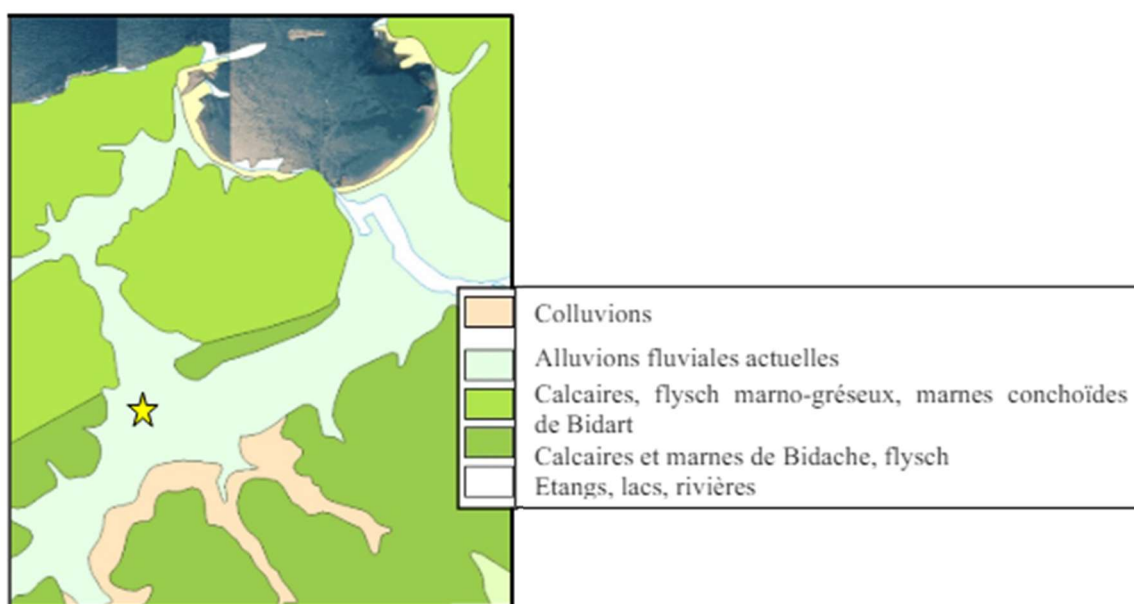 Colluvions
Alluvions fluviales actuelles
Calcaires, flysch marno-gréseux, marnes conchoïdes
de Bidart
Calcaires et marnes de Bidache, flysch
Etangs, lacs, rivières